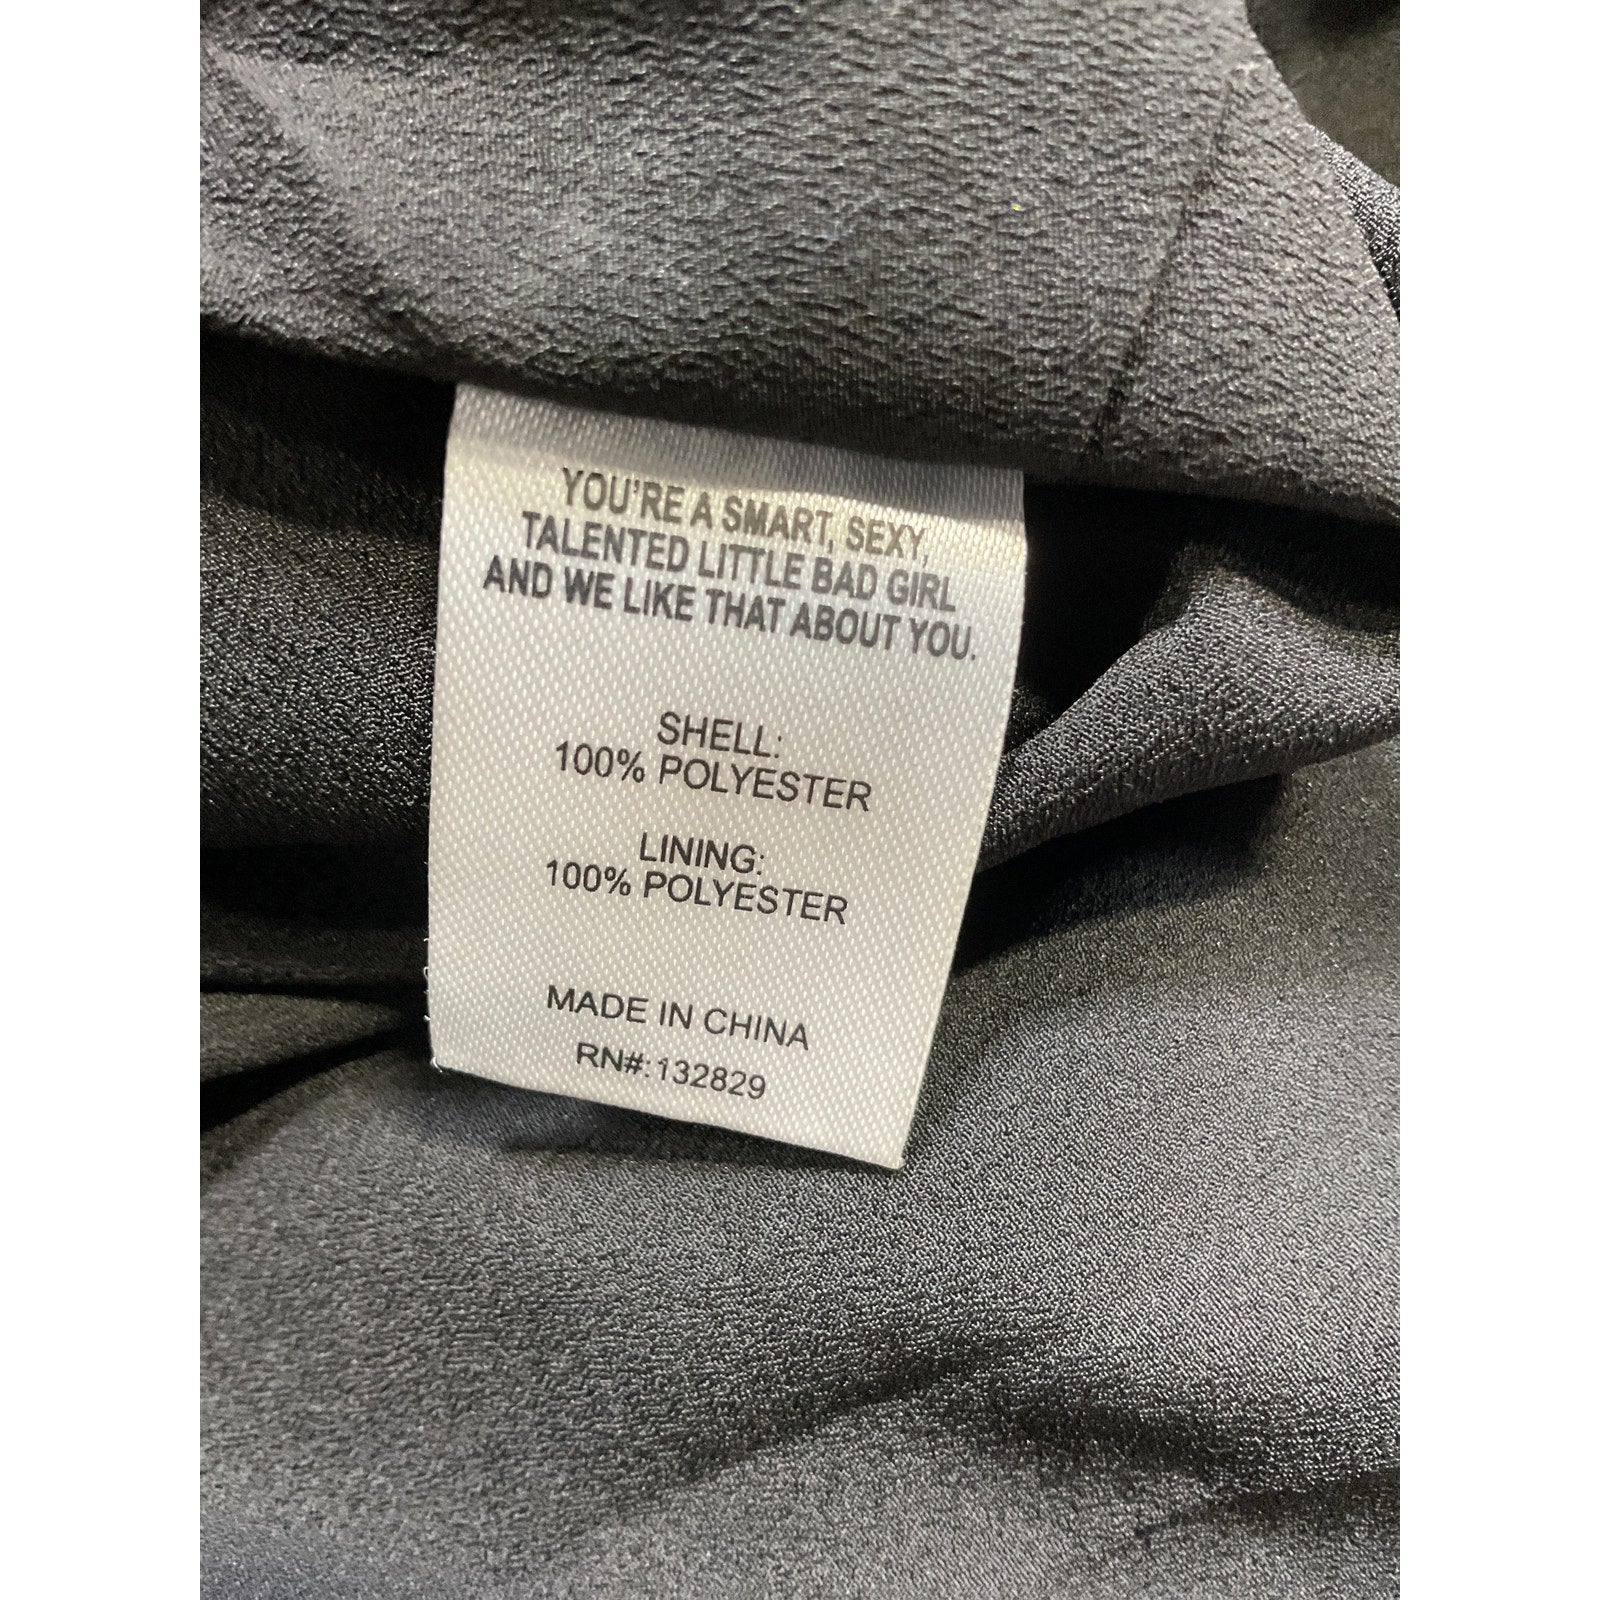 YOU'RE A SMART, SEXY,
TALENTED LITTLE BAD GIRL
AND WE LIKE THAT ABOUT YOU.
SHELL:
100% POLYESTER
LINING:
100% POLYESTER
MADE IN CHINA
RN#:132829